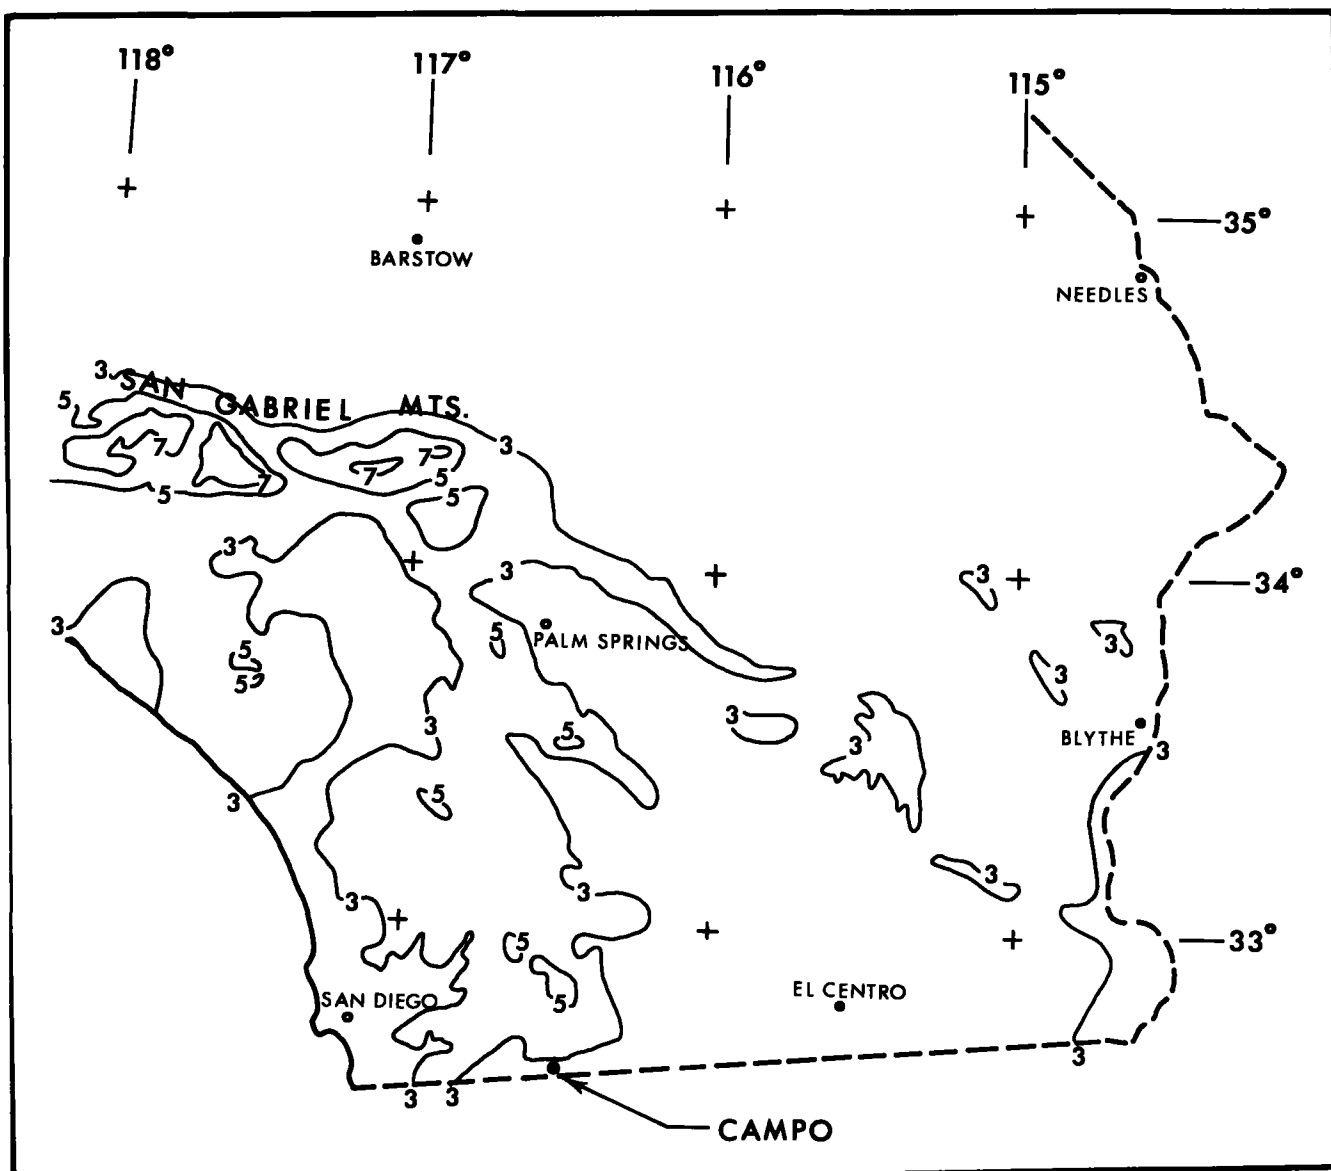 118° 117° 116° 115°
35°
BARSTOW
NEEDLES
3 SAN GABRIEL MTS.
5
3
7 7
7 5
5 7 5
3
3
34°
3
3
5 PALM SPRINGS
5 3
5 3
3 3
5 3 BLYTHE 3
5
3
3
3 3
5 33°
SAN DIEGO 5 EL CENTRO
3
3 3
CAMPO